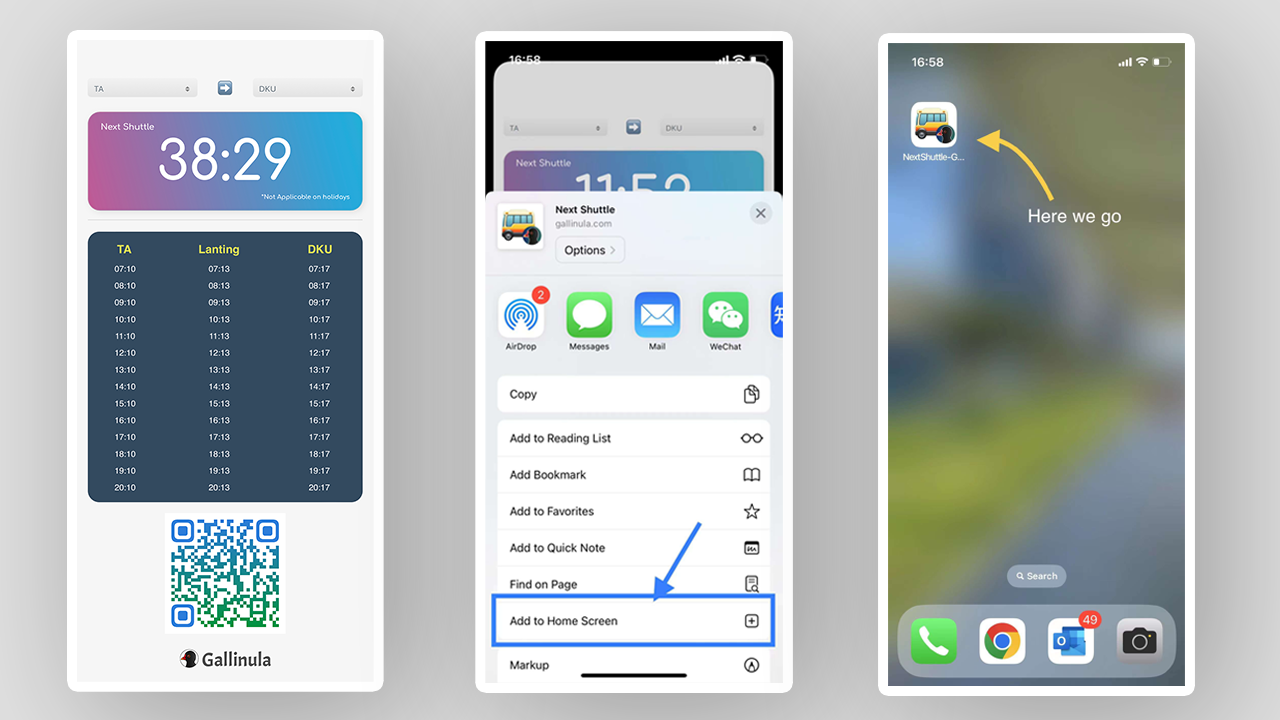 TA
DKU
Next Shuttle
38:29
*Not Applicable on holidays
TA Lanting DKU
07:10 07:13 07:17
08:10 08:13 08:17
09:10 09:13 09:17
10:10 10:13 10:17
11:10 11:13 11:17
12:10 12:13 12:17
13:10 13:13 13:17
14:10 14:13 14:17
15:10 15:13 15:17
16:10 16:13 16:17
17:10 17:13 17:17
18:10 18:13 18:17
19:10 19:13 19:17
20:10 20:13 20:17
Gallinula
16:58
TA
DKU
Next Shuttle
11:52
Next Shuttle
gallinula.com
Options
2
AirDrop
Messages
Mail
WeChat
知
Copy
Add to Reading List
Add Bookmark
Add to Favorites
Add to Quick Note
Find on Page
Add to Home Screen
Markup
16:58
NextShuttle-G...
Here we go
Search
49